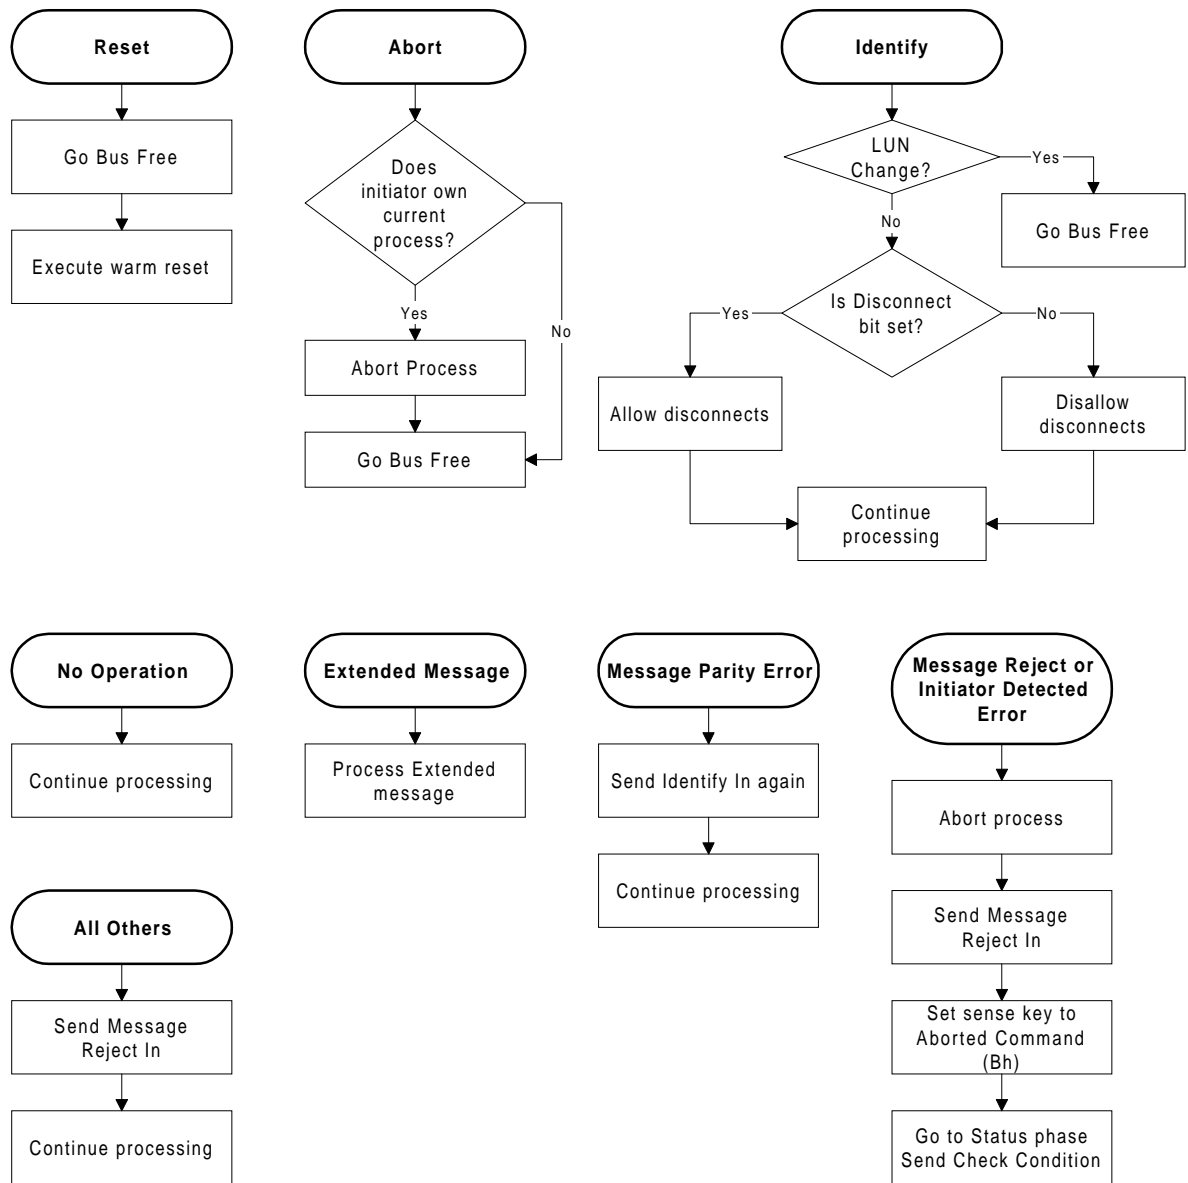 Reset
Go Bus Free
Execute warm reset
Abort
Does
initiator own
current
process?
Yes
No
Abort Process
Go Bus Free
Identify
LUN
Change?
Yes
Go Bus Free
No
Is Disconnect
bit set?
Yes
No
Allow disconnects
Disallow
disconnects
Continue
processing
No Operation
Continue processing
Extended Message
Process Extended
message
Message Parity Error
Send Identify In again
Continue processing
Message Reject or
Initiator Detected
Error
Abort process
Send Message
Reject In
Set sense key to
Aborted Command
(Bh)
Go to Status phase
Send Check Condition
All Others
Send Message
Reject In
Continue processing